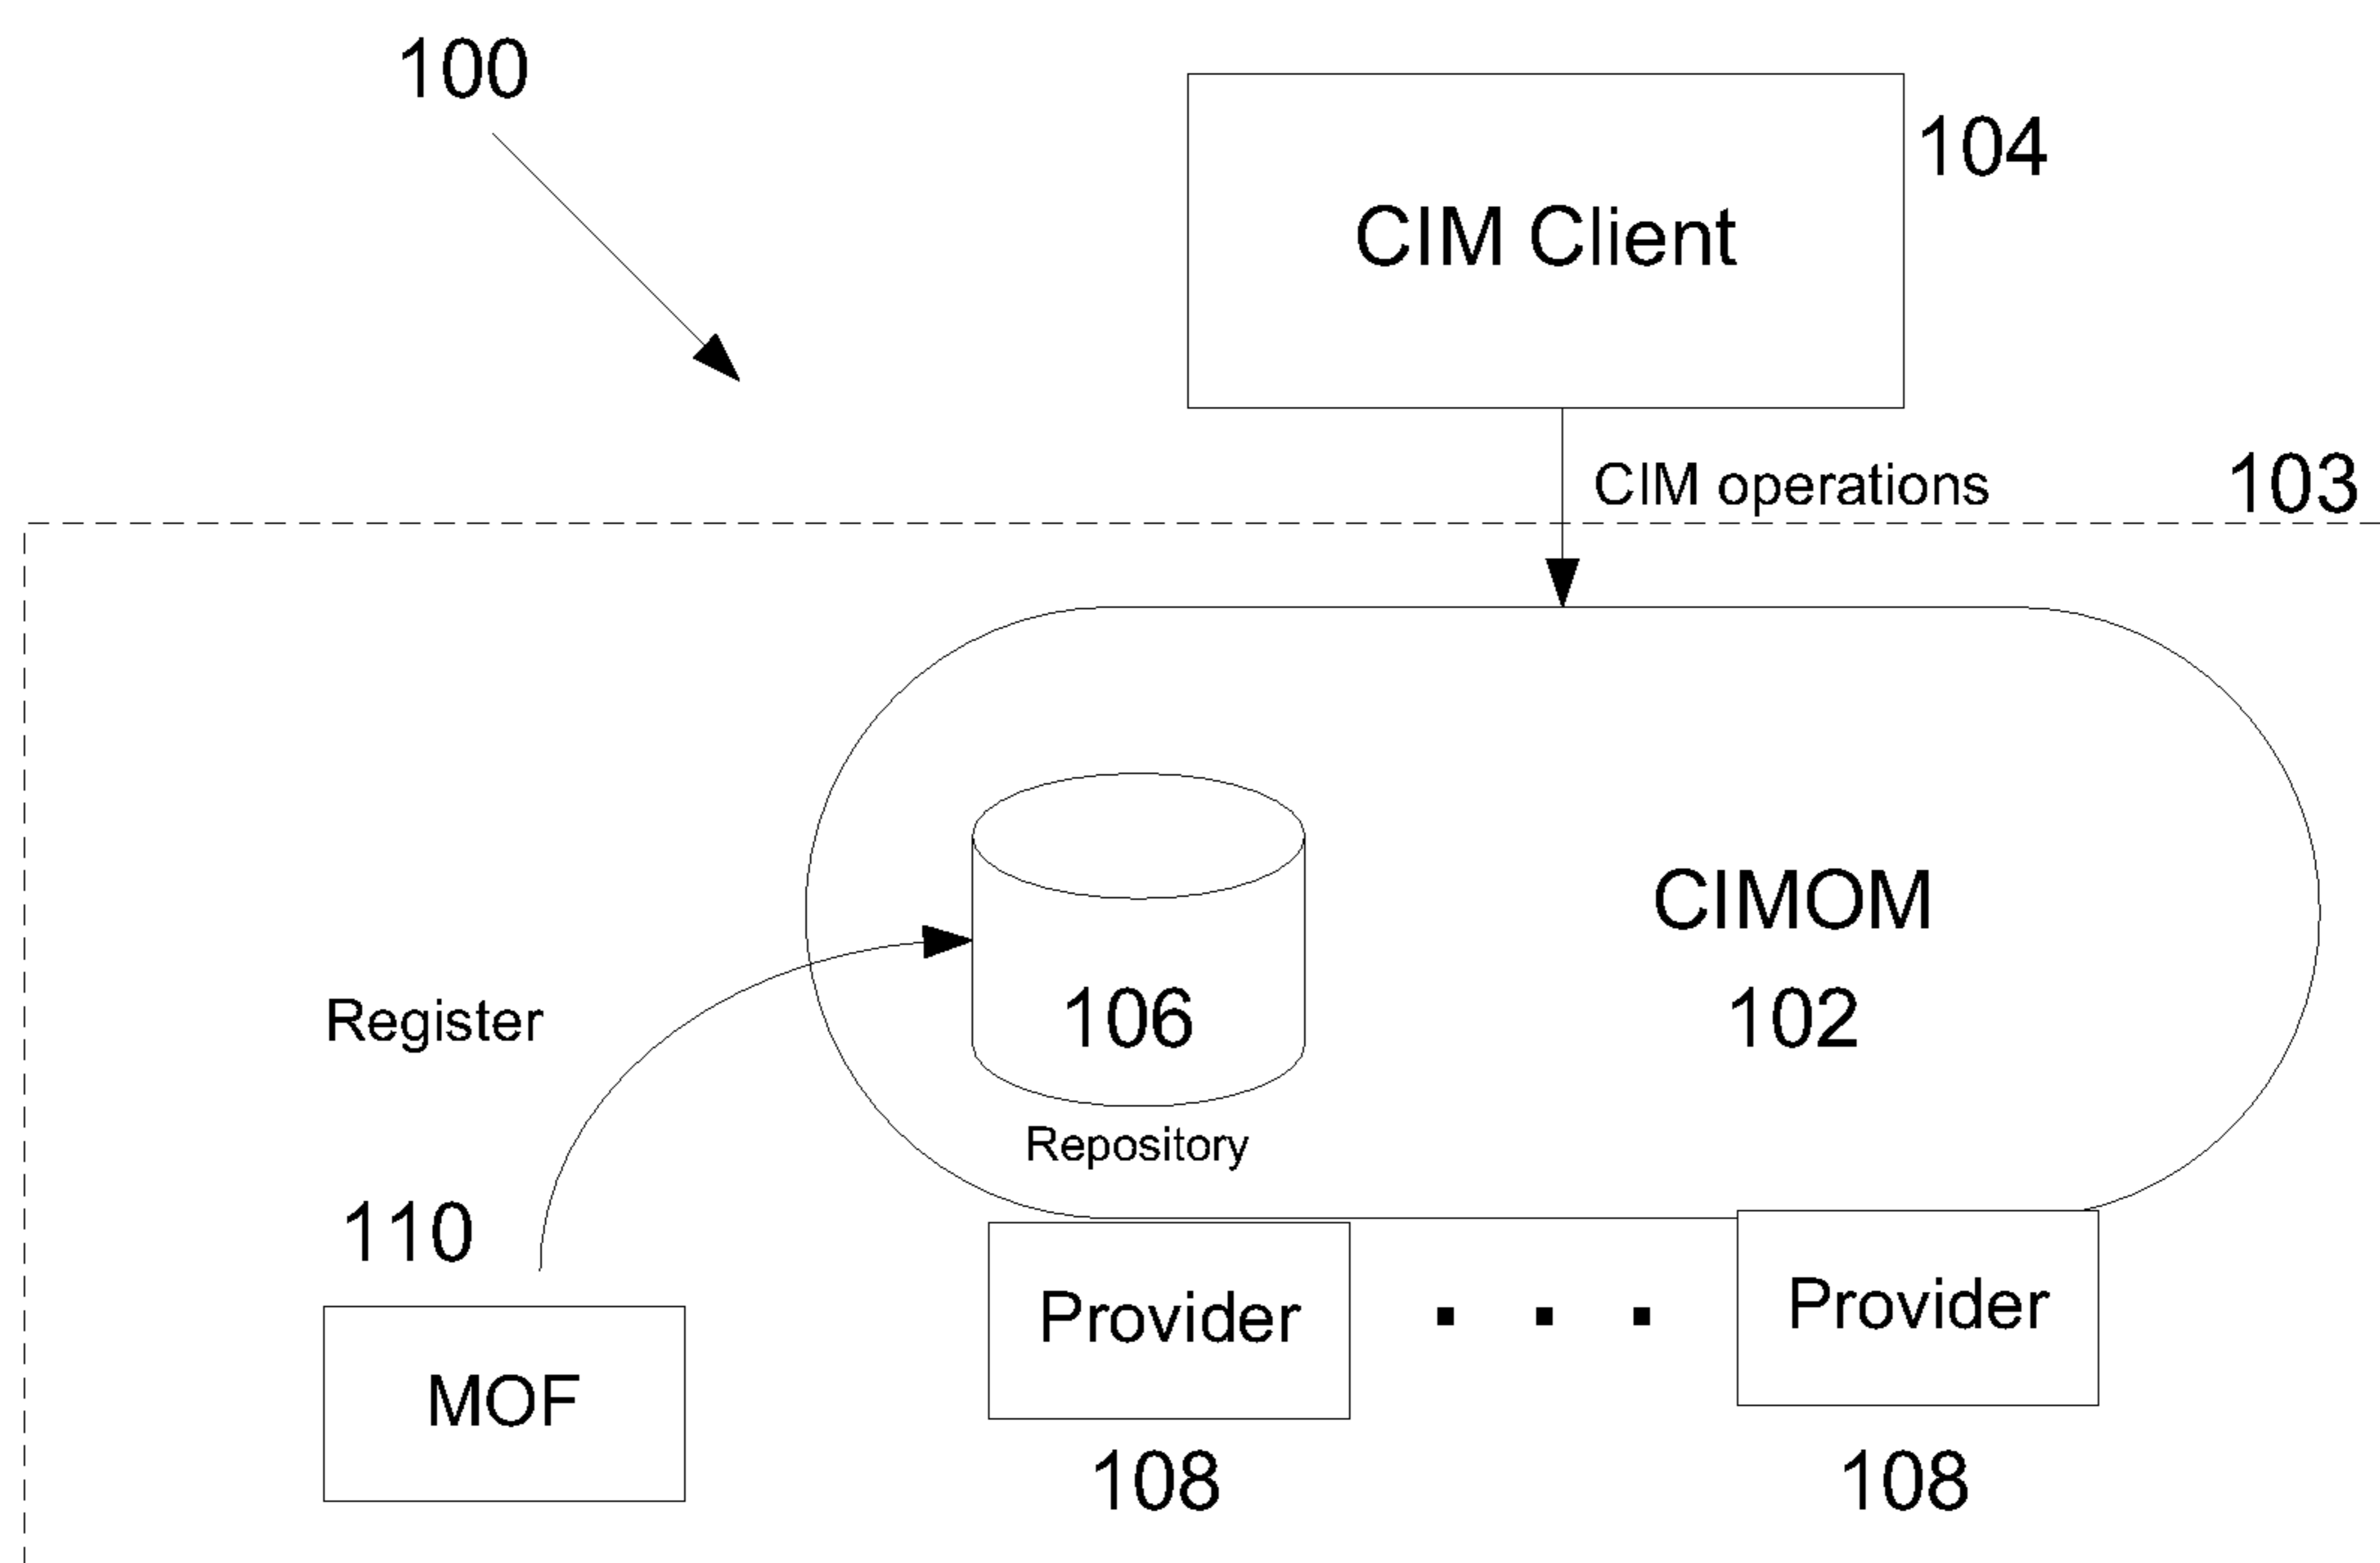 100
104
CIM Client
CIM operations
103
CIMOM
106
102
Register
Repository
110
Provider
Provider
MOF
108
108